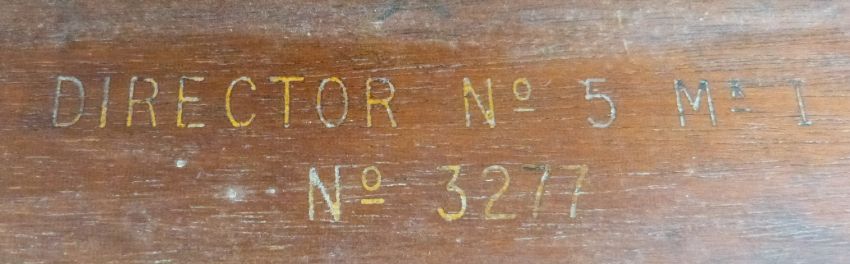 DIRECTOR Nº 5 Mᴷ I
Nº 3277